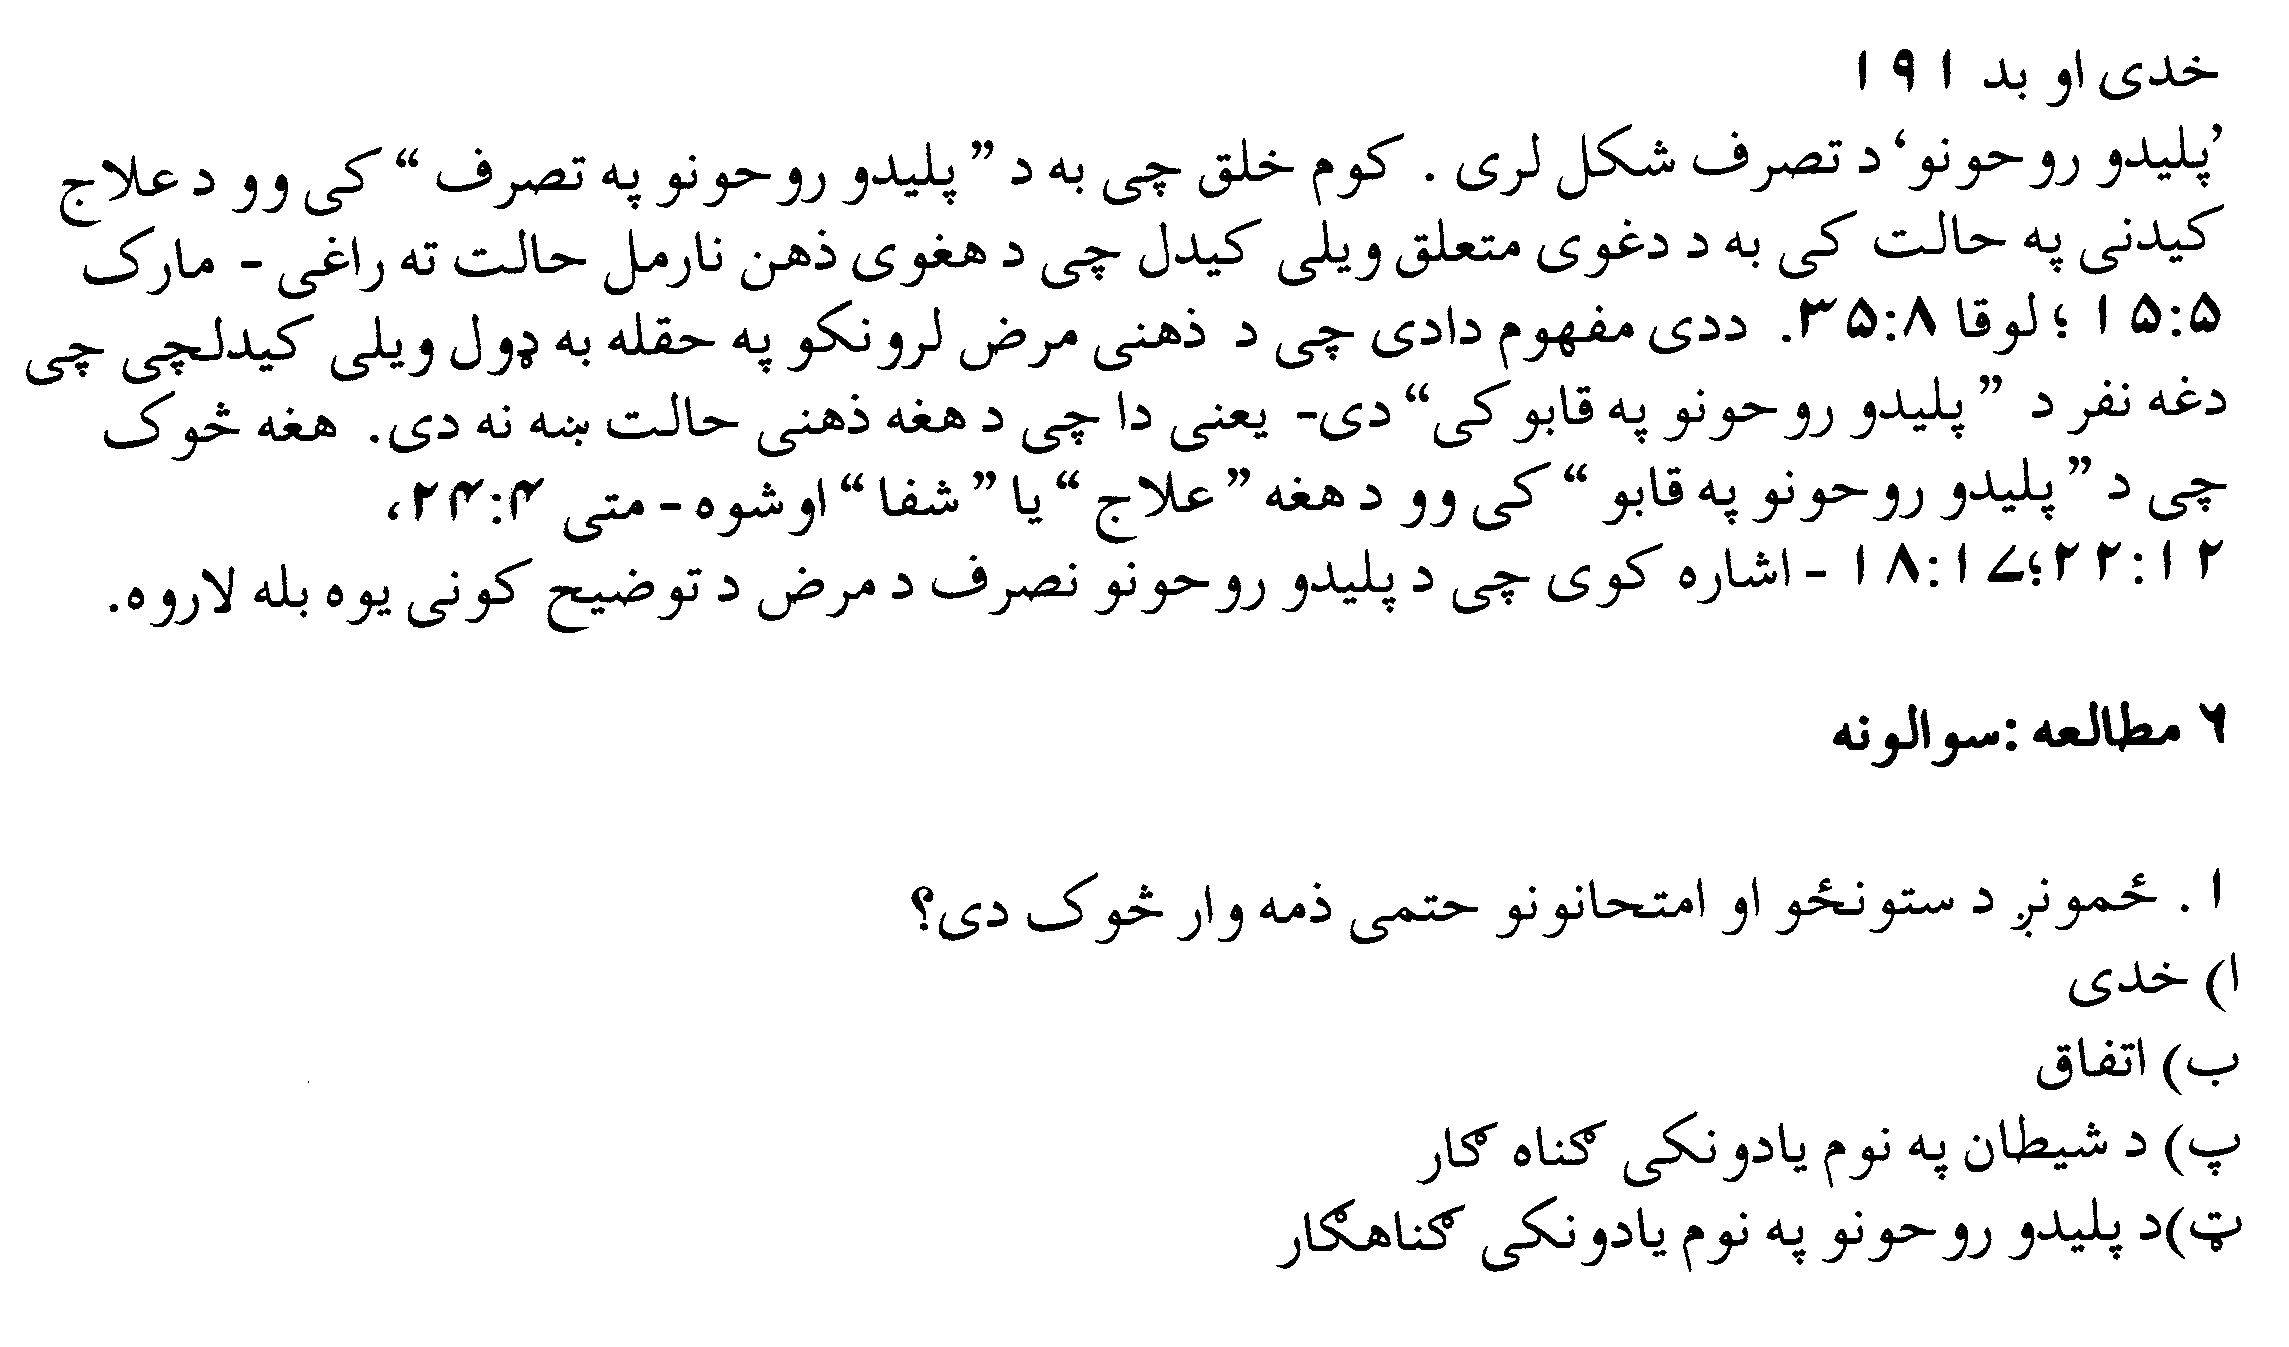 خدی او بد ۱۹۱
’پلیدو روحونو‘ د تصرف شکل لری . کوم خلق چی به د ” پلیدو روحونو په تصرف “ کی وو د علاج
کیدنی په حالت کی به د دغوی متعلق ویلی کیدل چی د هغوی ذهن نارمل حالت ته راغی - مارک
۱۵:۵ ؛ لوقا ۳۵:۸. ددی مفهوم دادی چی د ذهنی مرض لرونکو په حقله به ډول ویلی کیدلچی چی
دغه نفر د ” پلیدو روحونو په قابو کی“ دی- یعنی دا چی د هغه ذهنی حالت ښه نه دی. هغه څوک
چی د ” پلیدو روحونو په قابو “ کی وو د هغه ” علاج “ یا ” شفا “ اوشوه - متی ۲۴:۴،
۲۲:۱۲؛۱۸:۱۷ - اشاره کوی چی د پلیدو روحونو نصرف د مرض د توضیح کونی یوه بله لاروه.
۶ مطالعه :سوالونه
۱ . ځمونږ د ستونځو او امتحانونو حتمی ذمه وار څوک دی؟
ا) خدی
ب) اتفاق
پ) د شیطان په نوم یادونکی ګناه ګار
ټ)د پلیدو روحونو په نوم یادونکی ګناهګار